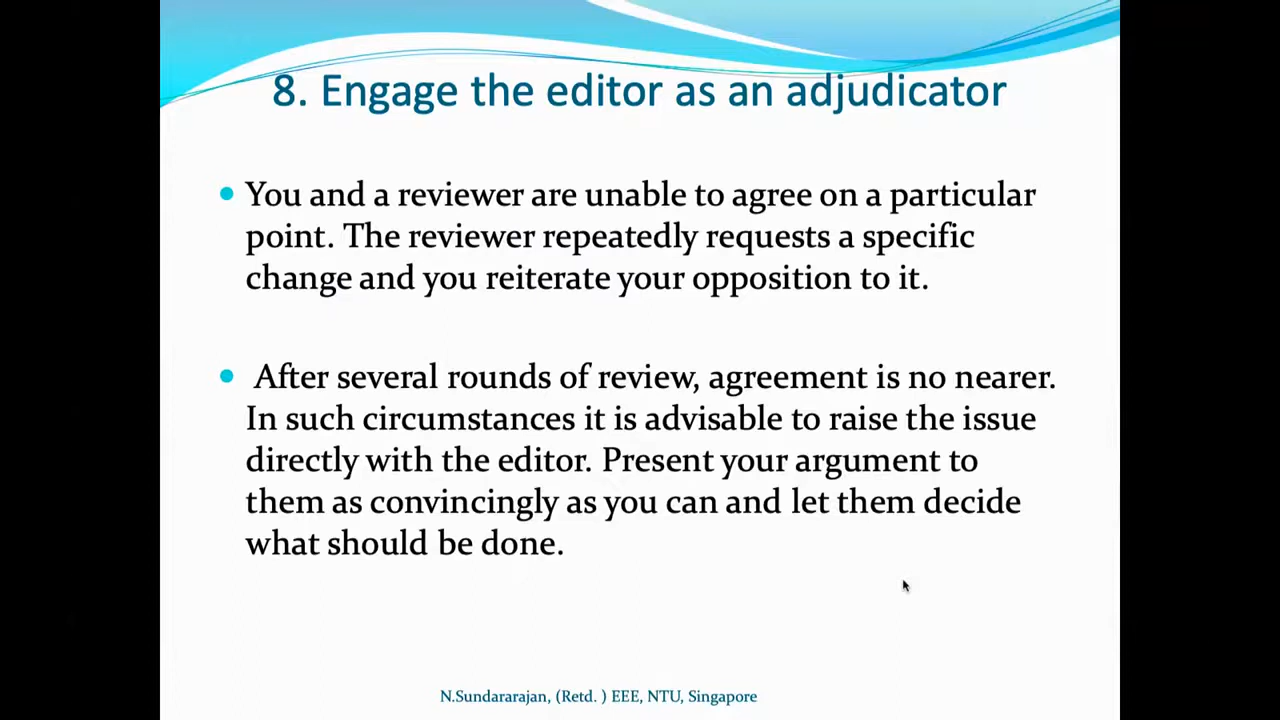 8. Engage the editor as an adjudicator
• You and a reviewer are unable to agree on a particular
point. The reviewer repeatedly requests a specific
change and you reiterate your opposition to it.
• After several rounds of review, agreement is no nearer.
In such circumstances it is advisable to raise the issue
directly with the editor. Present your argument to
them as convincingly as you can and let them decide
what should be done.
N.Sundararajan, (Retd. ) EEE, NTU, Singapore